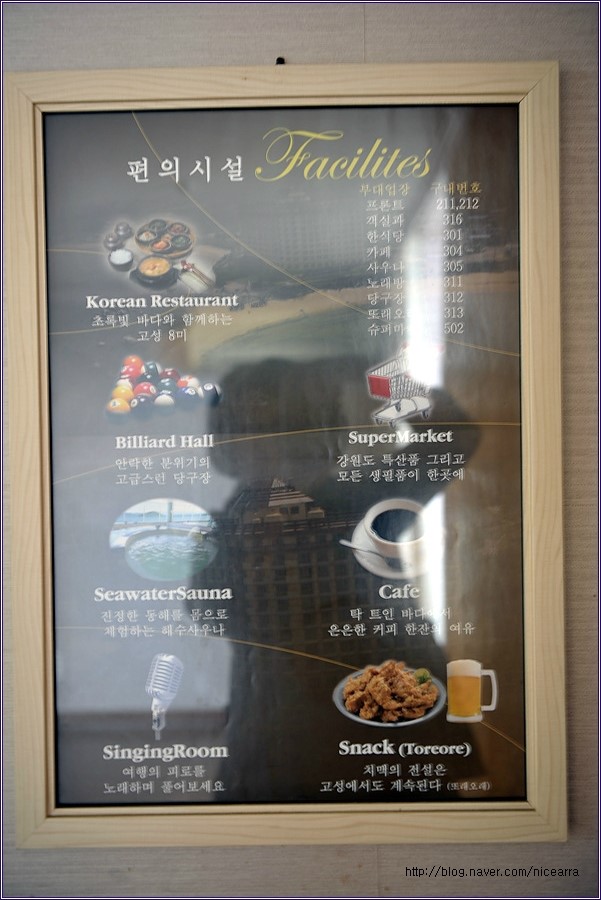 편의시설 Facilites
부대업장 구내번호
프론트 211,212
객실과 316
한식당 301
카페 304
사우나 305
노래방 311
당구장 312
또래오 313
슈퍼마 502
Korean Restaurant
초록빛 바다와 함께하는
고성 8미
Billiard Hall
안락한 분위기의
고급스런 당구장
SuperMarket
강원도 특산품 그리고
모든 생필품이 한곳에
SeawaterSauna
진정한 동해를 몸으로
체험하는 해수사우나
Cafe
탁 트인 바다에서
은은한 커피 한잔의 여유
SingingRoom
여행의 피로를
노래하며 풀어보세요
Snack (Toreore)
치맥의 전설은
고성에서도 계속된다 (또래오래)
http://blog.naver.com/nicearra